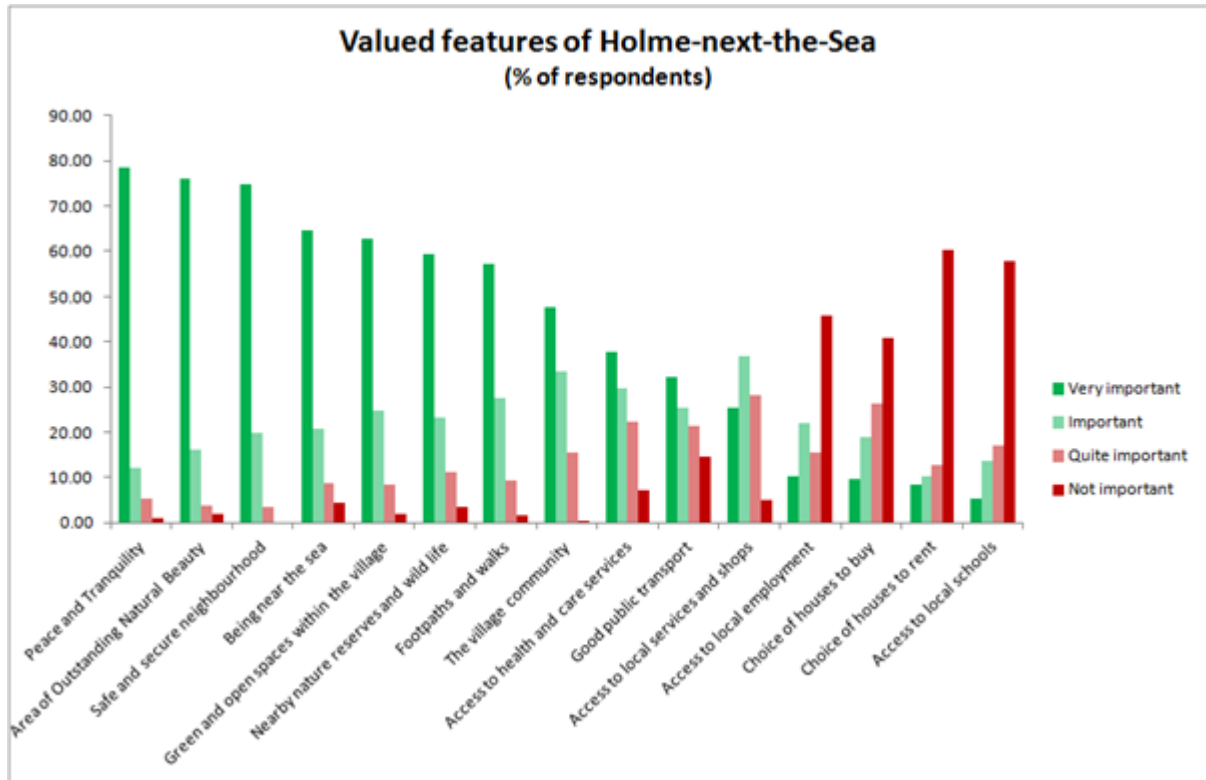 Valued features of Holme-next-the-Sea
(% of respondents)
90.00
80.00
70.00
60.00
50.00
40.00
30.00
20.00
10.00
0.00
Peace and Tranquility
Area of Outstanding Natural Beauty
Safe and secure neighbourhood
Being near the sea
Green and open spaces within the village
Nearby nature reserves and wild life
Footpaths and walks
The village community
Access to health and care services
Good public transport
Access to local services and shops
Access to local employment
Choice of houses to buy
Choice of houses to rent
Access to local schools
Very important
Important
Quite important
Not important